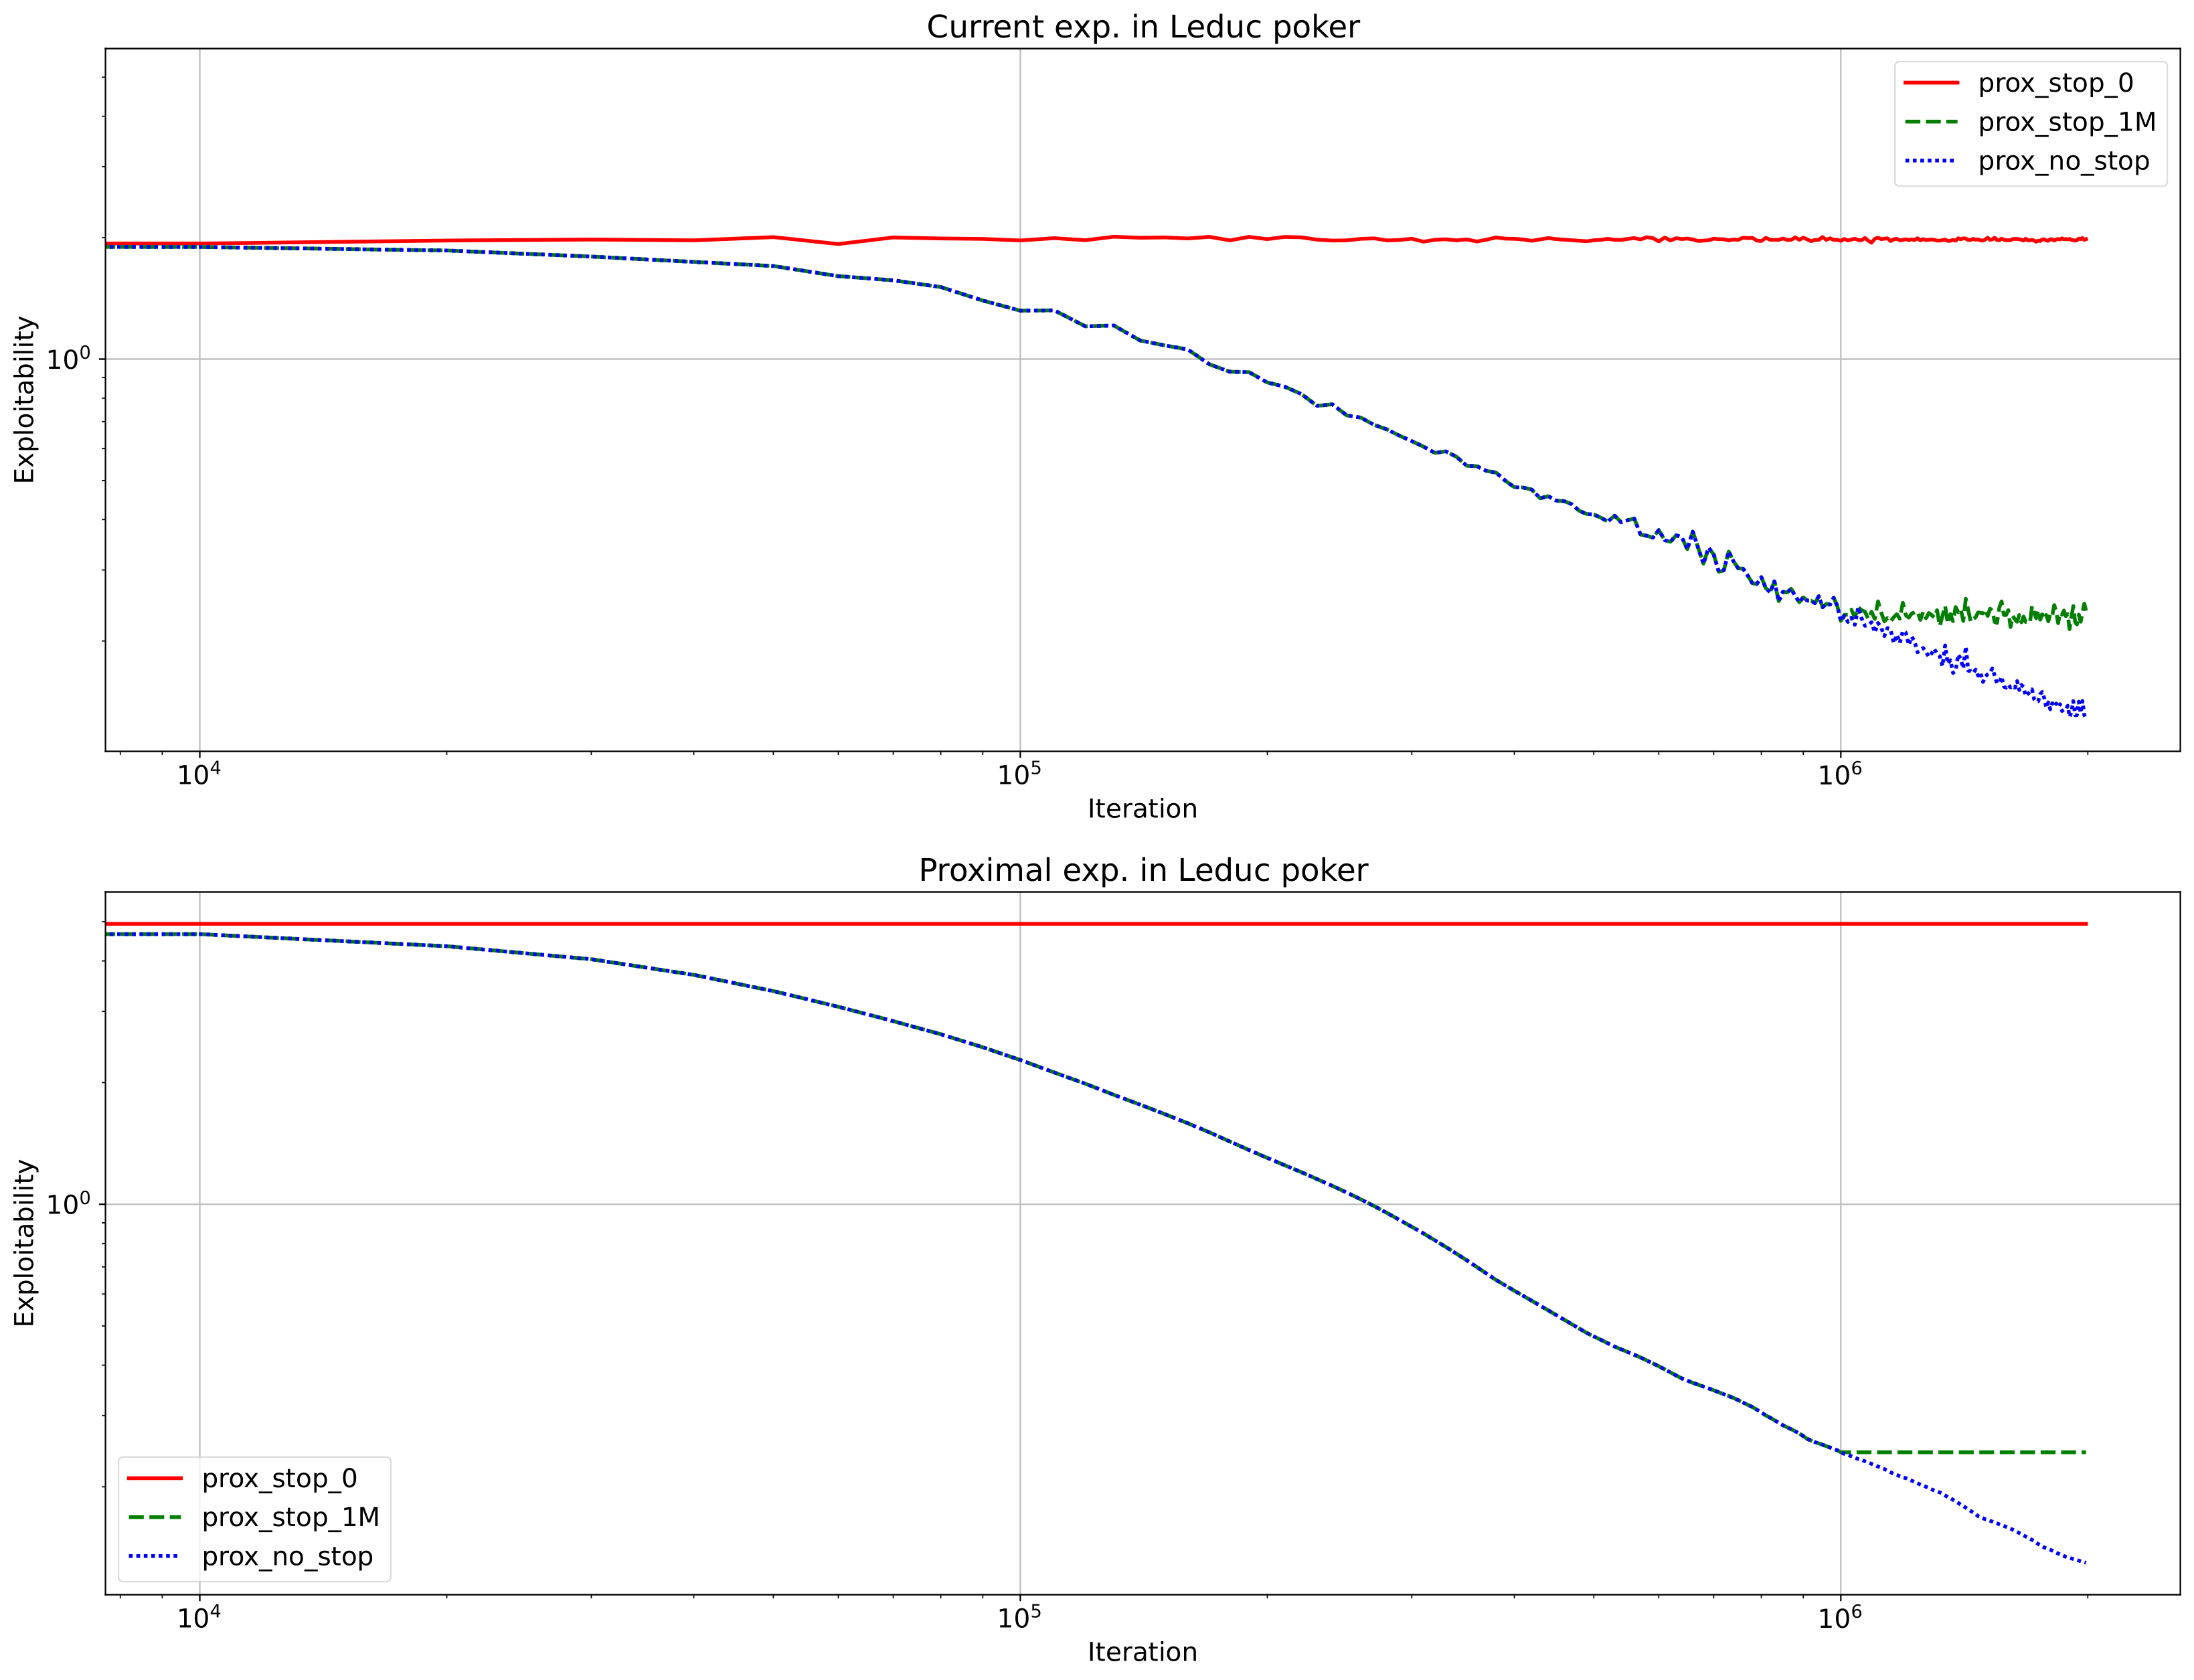 Current exp. in Leduc poker
prox_stop_0
prox_stop_1M
prox_no_stop
Exploitability
10⁰
10⁴
10⁵
10⁶
Iteration
Proximal exp. in Leduc poker
Exploitability
10⁰
prox_stop_0
prox_stop_1M
prox_no_stop
10⁴
10⁵
10⁶
Iteration